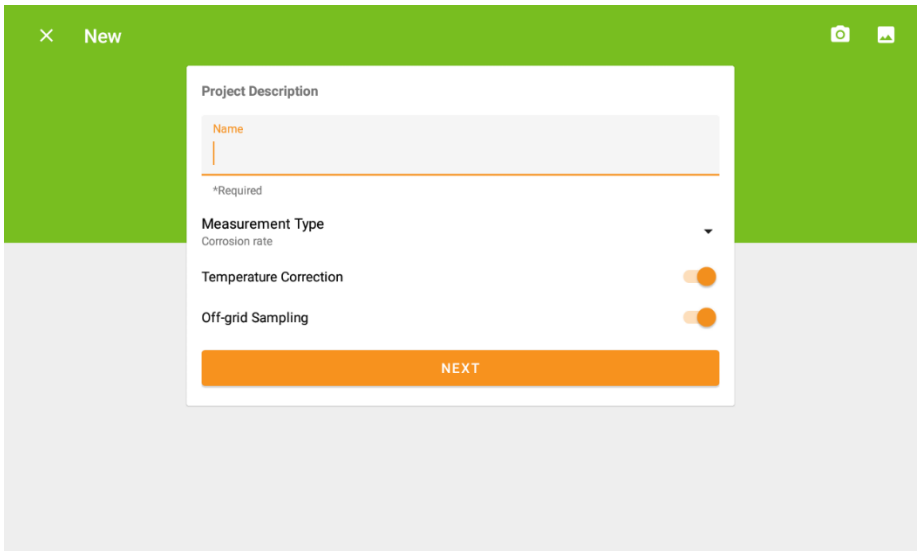 New
Project Description
Name
*Required
Measurement Type
Corrosion rate
Temperature Correction
Off-grid Sampling
NEXT